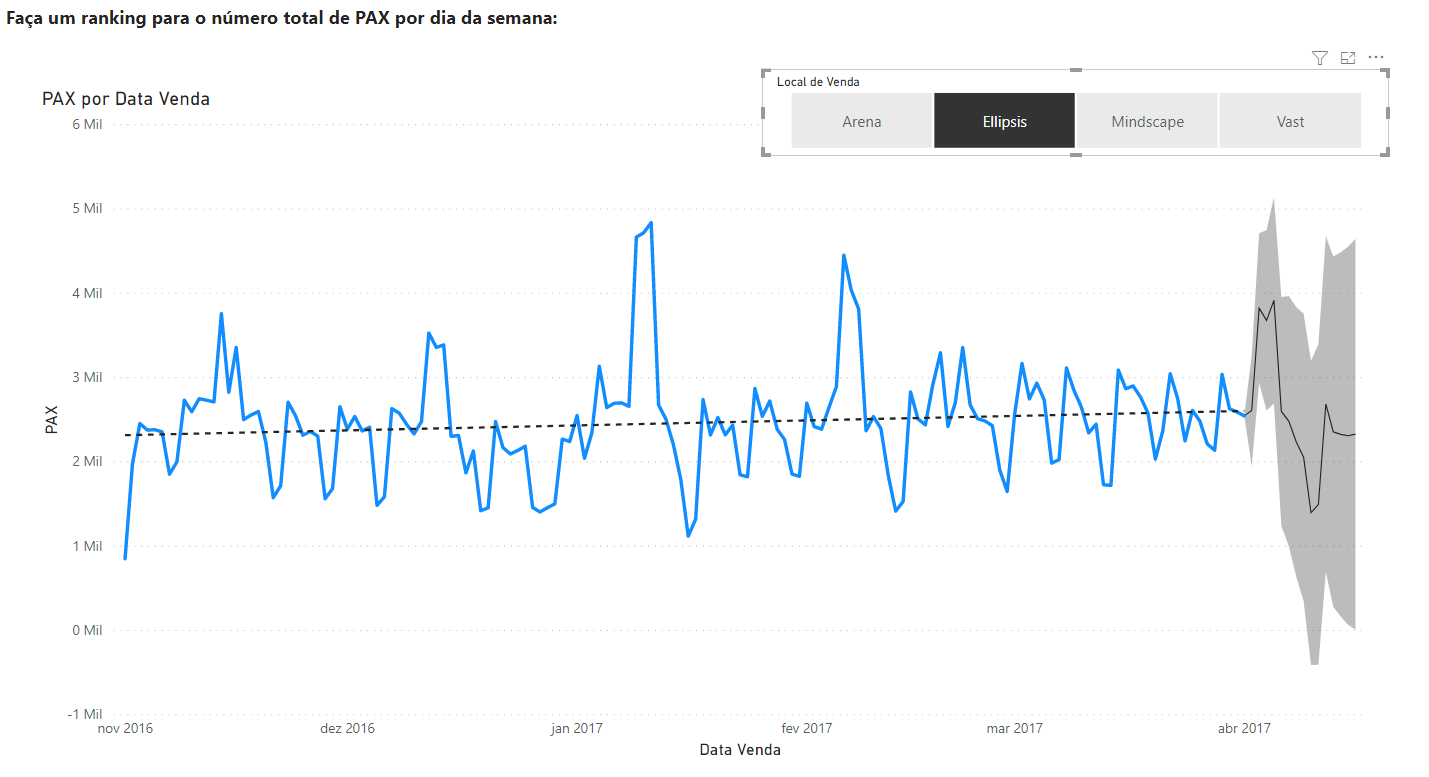 Faça um ranking para o número total de PAX por dia da semana:
PAX por Data Venda
Local de Venda
Arena
Ellipsis
Mindscape
Vast
6 Mil
5 Mil
4 Mil
3 Mil
2 Mil
1 Mil
0 Mil
-1 Mil
PAX
nov 2016
dez 2016
jan 2017
fev 2017
mar 2017
abr 2017
Data Venda